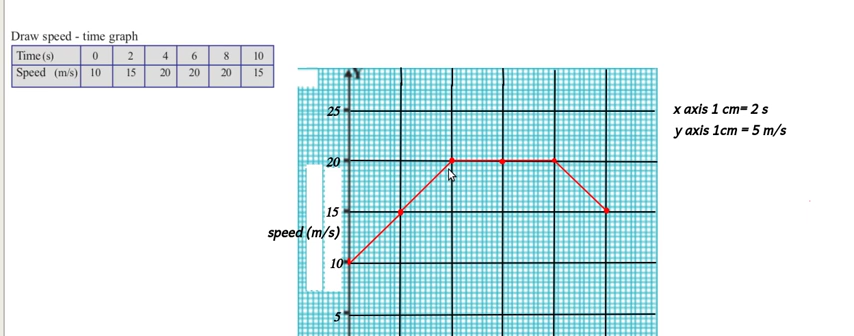 Draw speed - time graph
Time (s) 0 2 4 6 8 10
Speed (m/s) 10 15 20 20 20 15
Y
25
x axis 1 cm= 2 s
y axis 1cm = 5 m/s
20
15
speed (m/s)
10
5